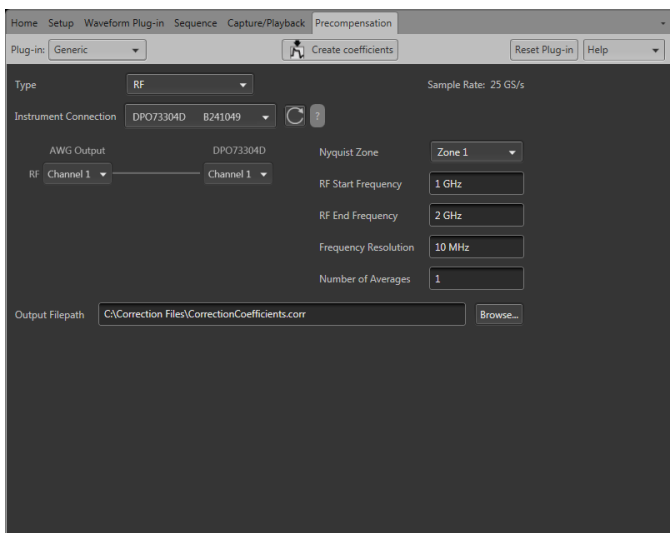 Home Setup Waveform Plug-in Sequence Capture/Playback Precompensation
Plug-in: Generic Create coefficients Reset Plug-in Help
Type RF Sample Rate: 25 GS/s
Instrument Connection DPO73304D B241049 ?
AWG Output DPO73304D Nyquist Zone Zone 1
RF Channel 1 Channel 1
RF Start Frequency 1 GHz
RF End Frequency 2 GHz
Frequency Resolution 10 MHz
Number of Averages 1
Output Filepath C:\Correction Files\CorrectionCoefficients.corr Browse...